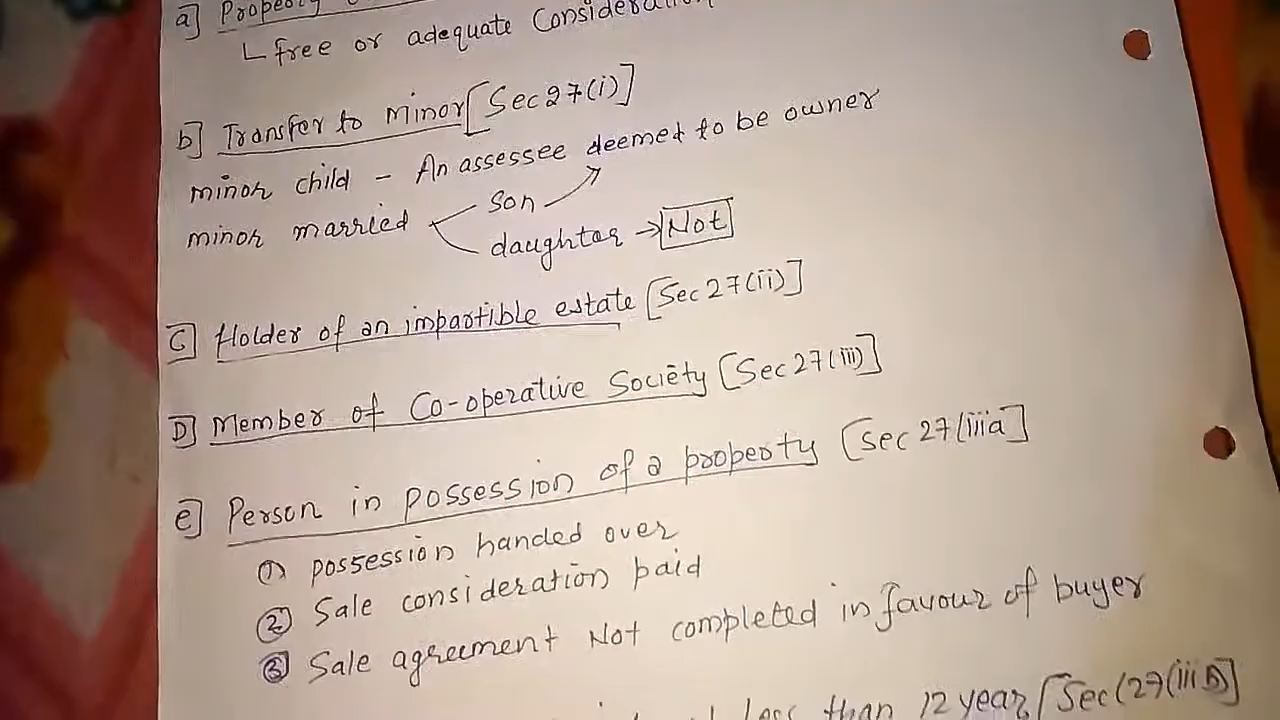 a] Property
└ free or adequate Consideration
b] Transfer to Minor [Sec 27(i)]
minor child - An assessee deemed to be owner
minor married
son
daughter → Not
C] Holder of an impartible estate [Sec 27(ii)]
D] Member of Co-operative Society [Sec 27(iii)]
e] Person in possession of a property [Sec 27(iiia]
① possession handed over
② Sale consideration paid
③ Sale agreement Not completed in favour of buyer
less than 12 year [Sec(27(iiiB]